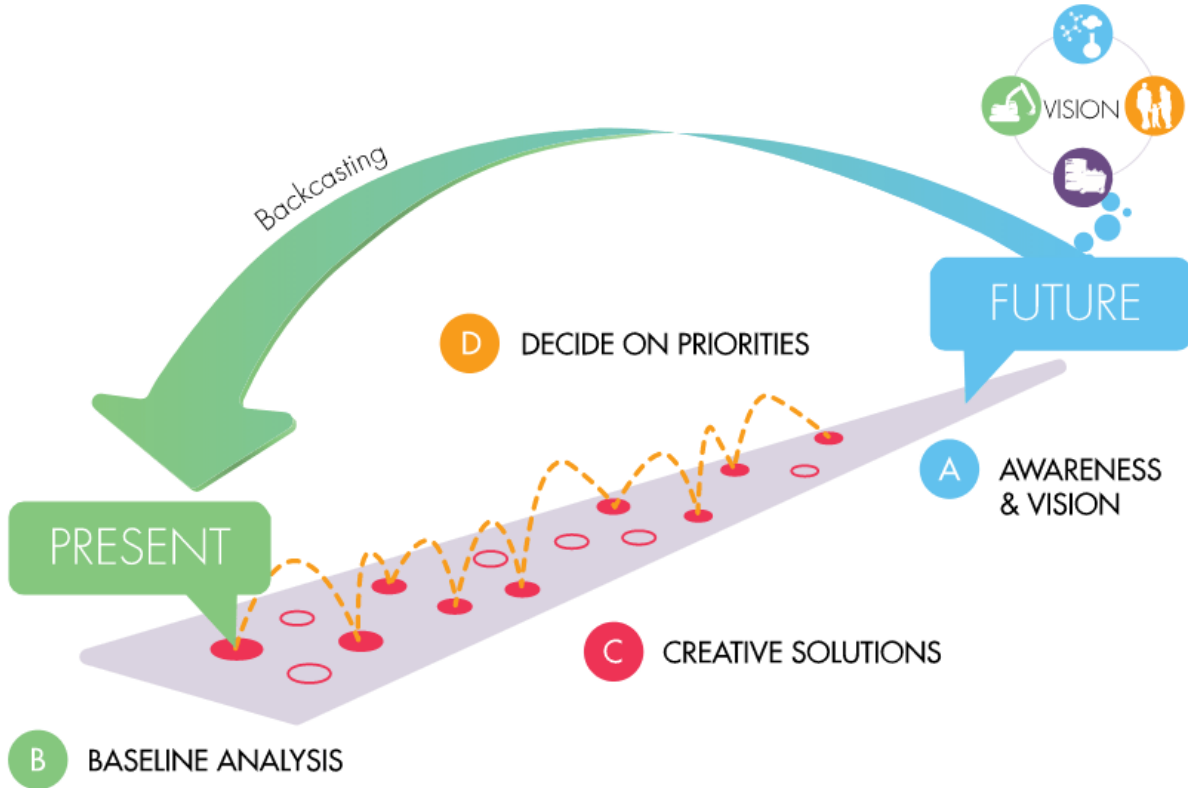 VISION
Backcasting
FUTURE
D DECIDE ON PRIORITIES
A AWARENESS
& VISION
PRESENT
C CREATIVE SOLUTIONS
B BASELINE ANALYSIS